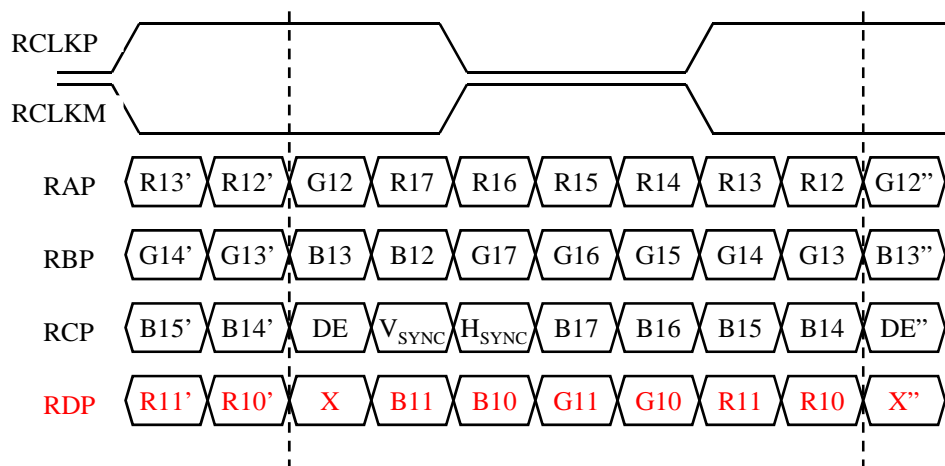 RCLKP
RCLKM
RAP R13’ R12’ G12 R17 R16 R15 R14 R13 R12 G12”
RBP G14’ G13’ B13 B12 G17 G16 G15 G14 G13 B13”
RCP B15’ B14’ DE VSYNC HSYNC B17 B16 B15 B14 DE”
RDP R11’ R10’ X B11 B10 G11 G10 R11 R10 X”